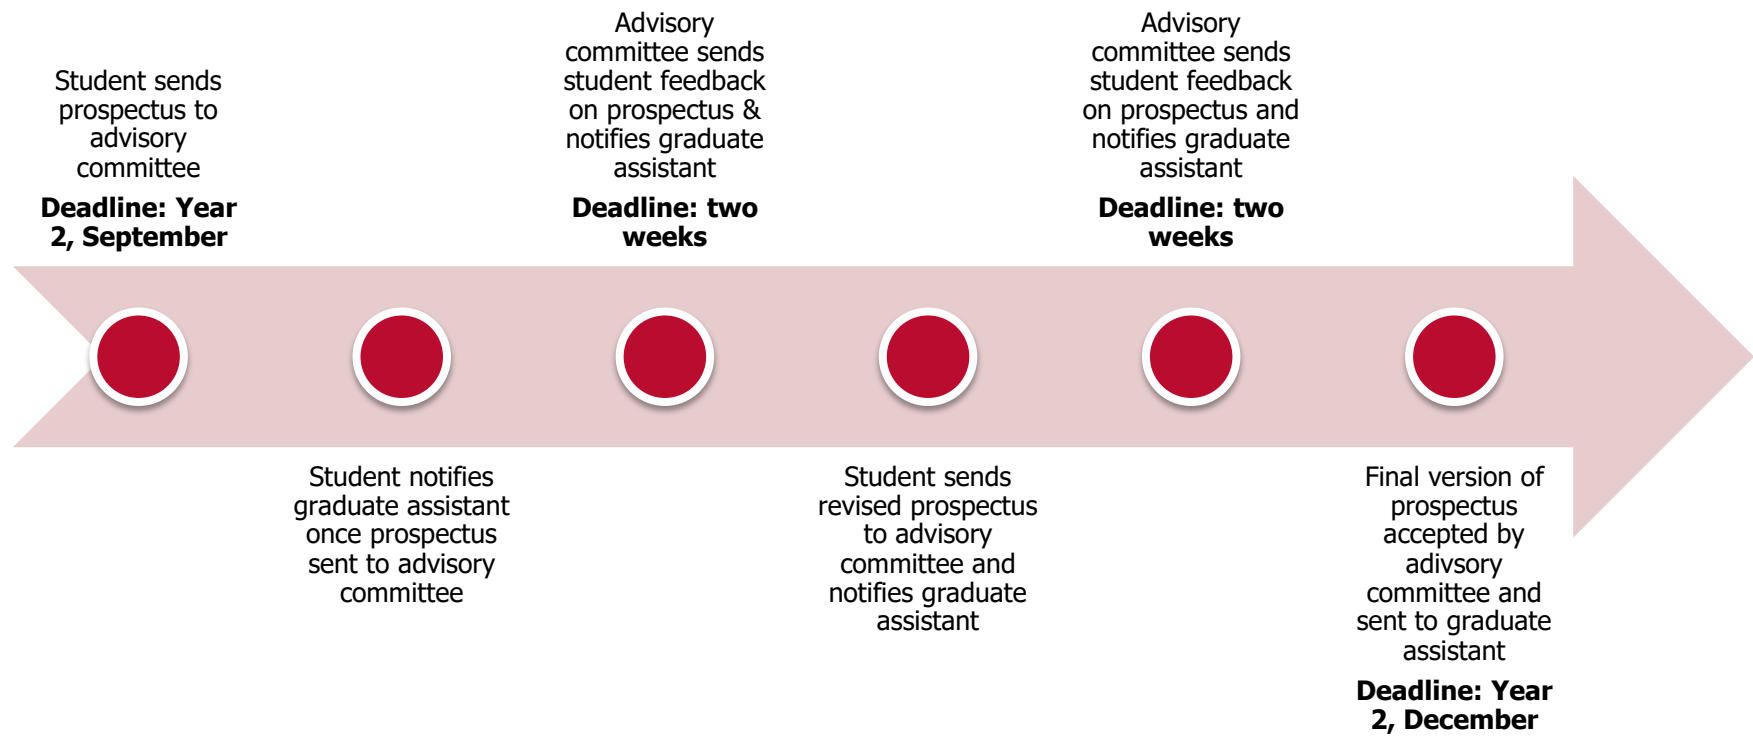 Student sends
prospectus to
advisory
committee
Deadline: Year
2, September
Student notifies
graduate assistant
once prospectus
sent to advisory
committee
Advisory
committee sends
student feedback
on prospectus &
notifies graduate
assistant
Deadline: two
weeks
Student sends
revised prospectus
to advisory
committee and
notifies graduate
assistant
Advisory
committee sends
student feedback
on prospectus and
notifies graduate
assistant
Deadline: two
weeks
Final version of
prospectus
accepted by
adivsory
committee and
sent to graduate
assistant
Deadline: Year
2, December